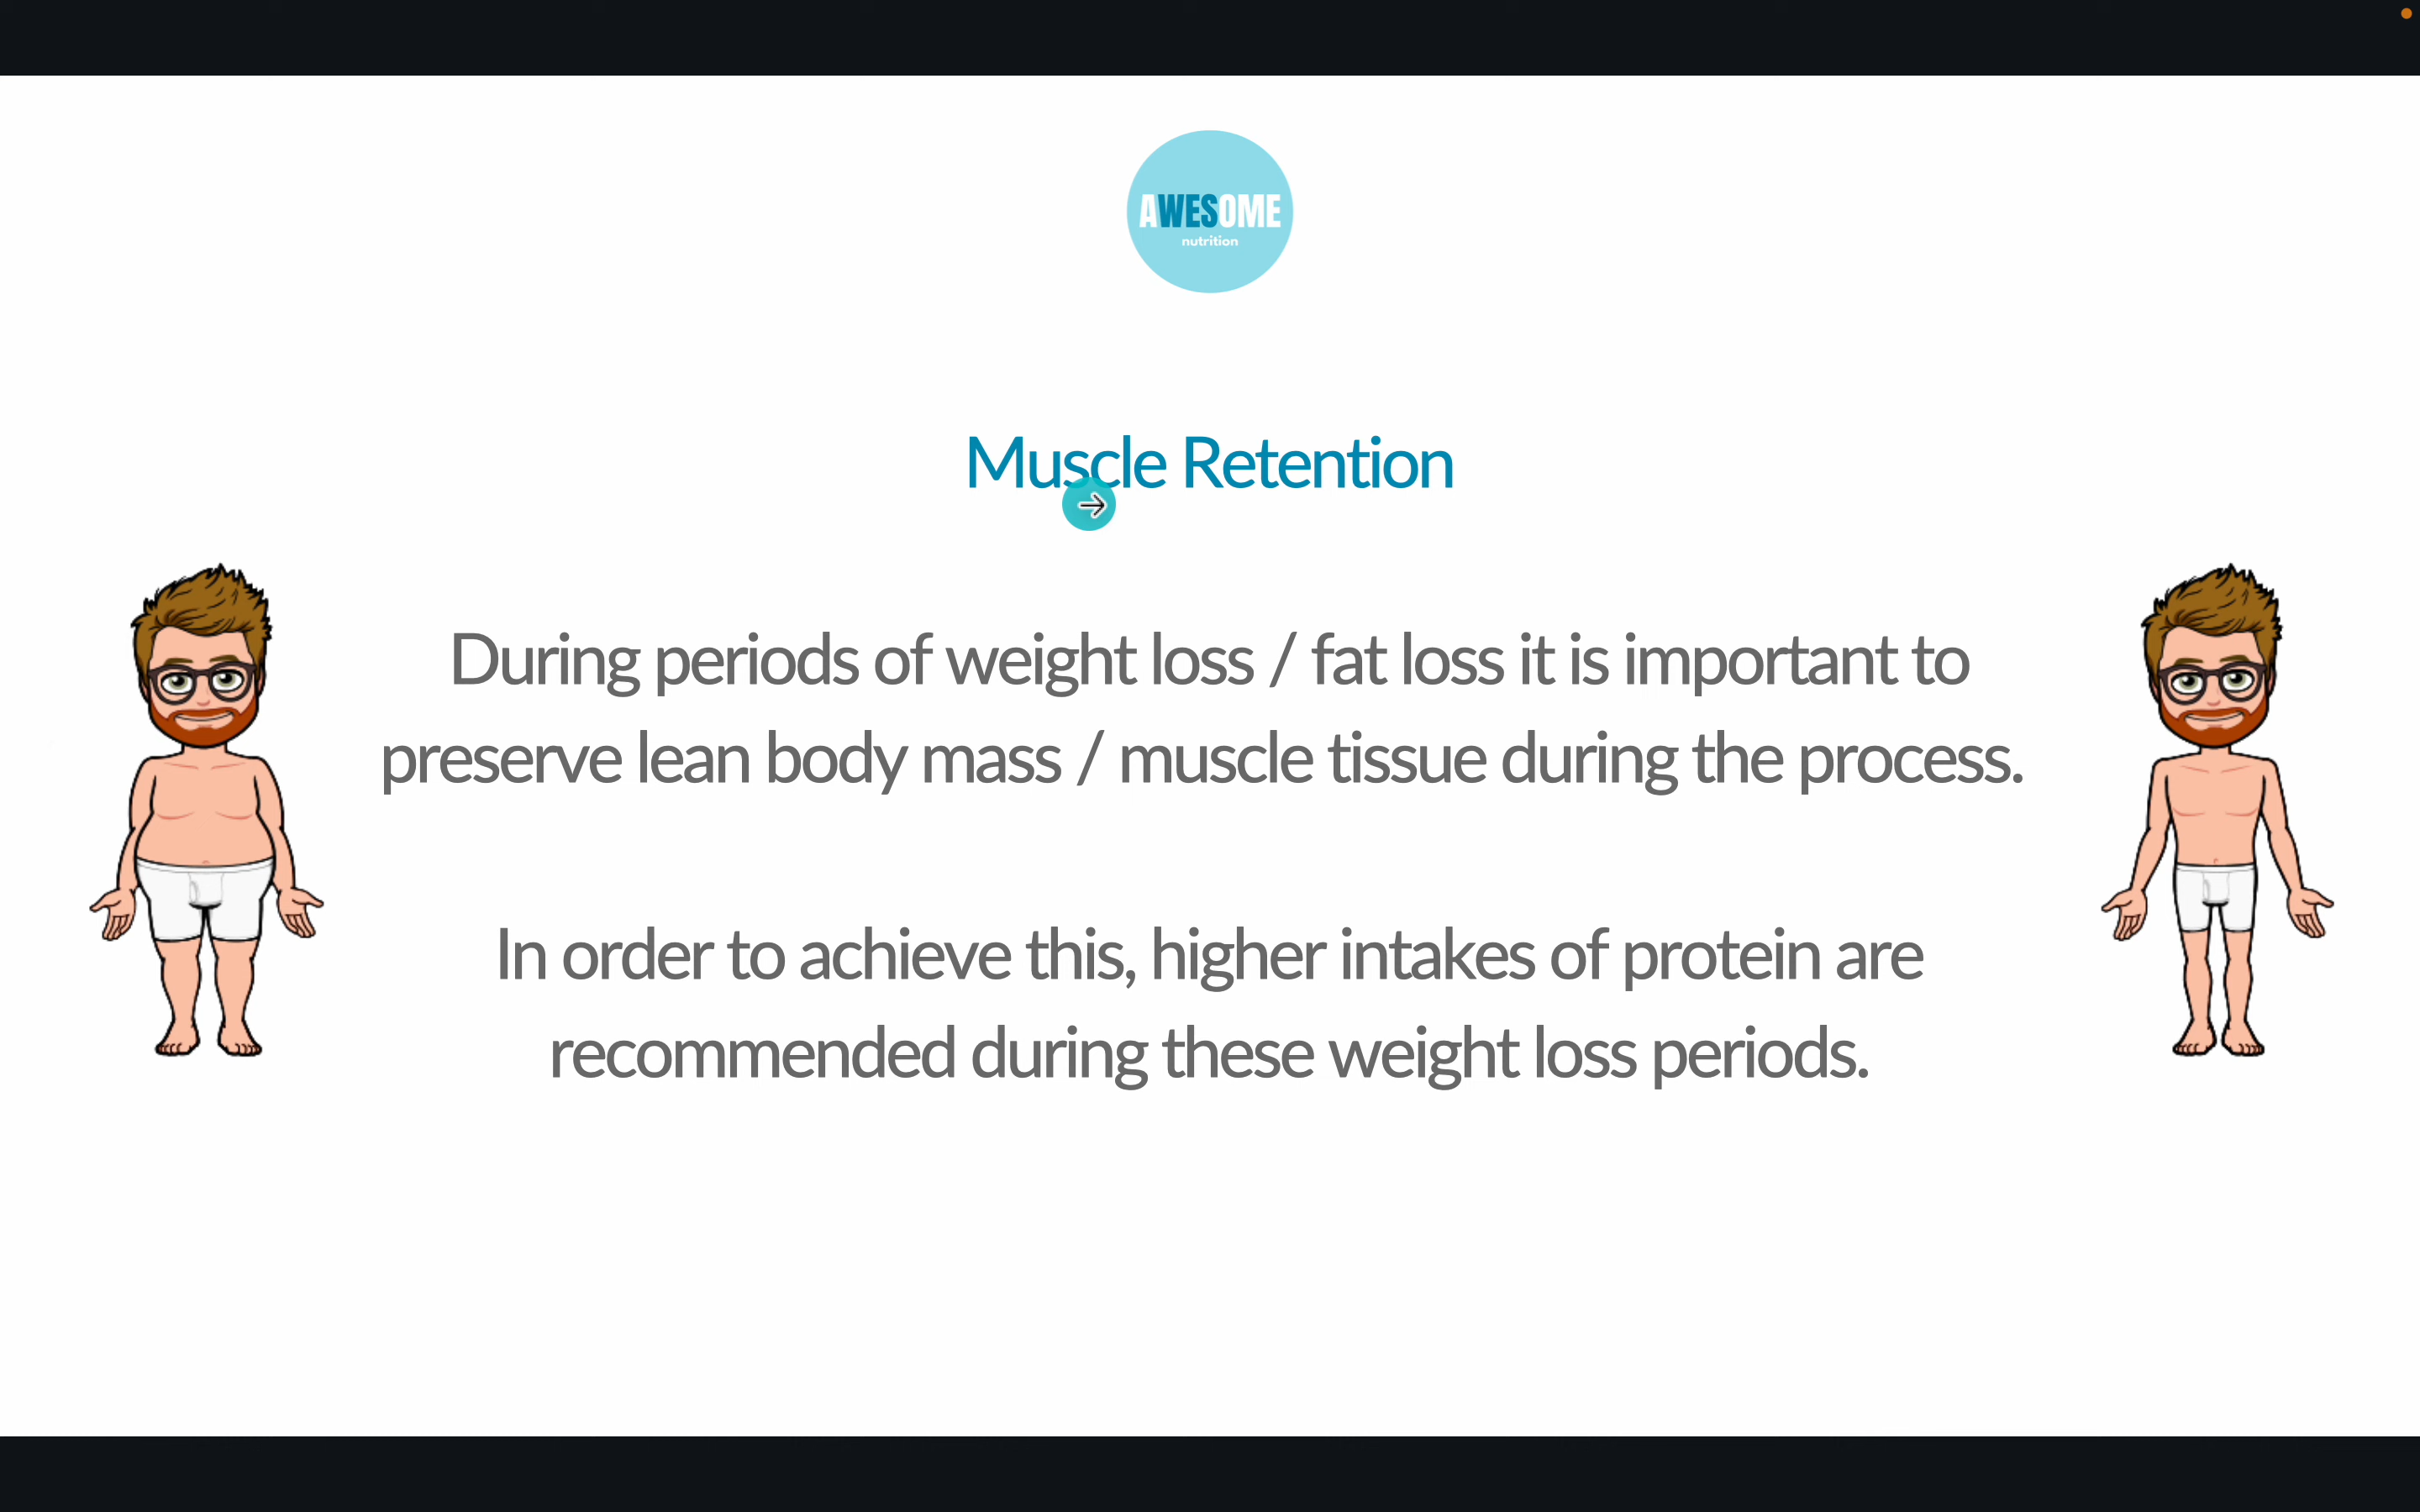 AWESOME
nutrition
Muscle Retention
During periods of weight loss / fat loss it is important to
preserve lean body mass / muscle tissue during the process.
In order to achieve this, higher intakes of protein are
recommended during these weight loss periods.